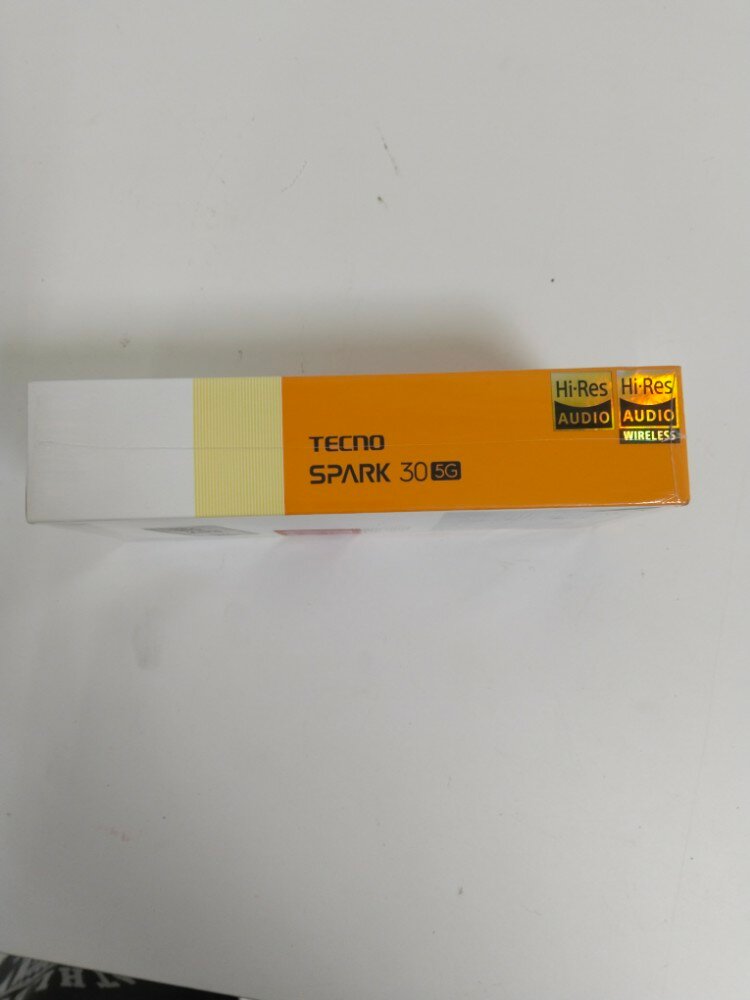 TECNO
SPARK 30 5G
Hi-Res
AUDIO
Hi-Res
AUDIO
WIRELESS